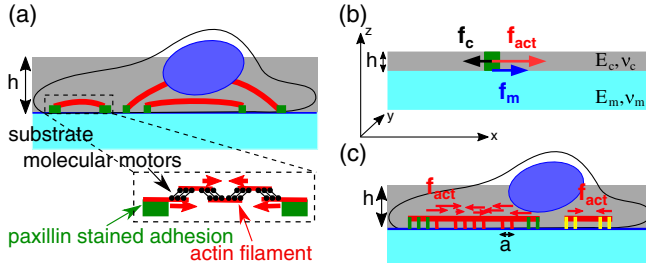 (a)
h
substrate
molecular motors
paxillin stained adhesion
actin filament
(b)
z
h
y
x
f_c
f_act
f_m
E_c,ν_c
E_m,ν_m
(c)
h
f_act
f_act
a